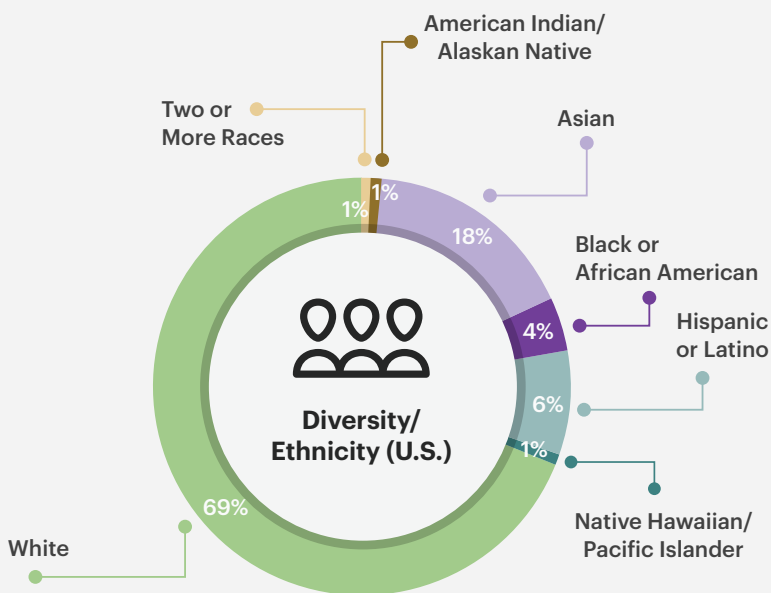 American Indian/
Alaskan Native
Two or
More Races
Asian
1%
1%
18%
Black or
African American
4%
Hispanic
or Latino
6%
1%
Diversity/
Ethnicity (U.S.)
69%
White
Native Hawaiian/
Pacific Islander